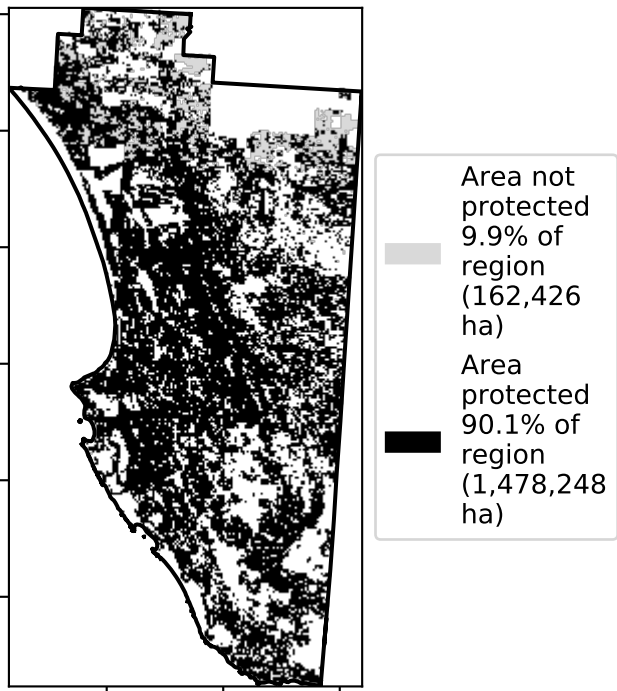 Area not
protected
9.9% of
region
(162,426
ha)
Area
protected
90.1% of
region
(1,478,248
ha)